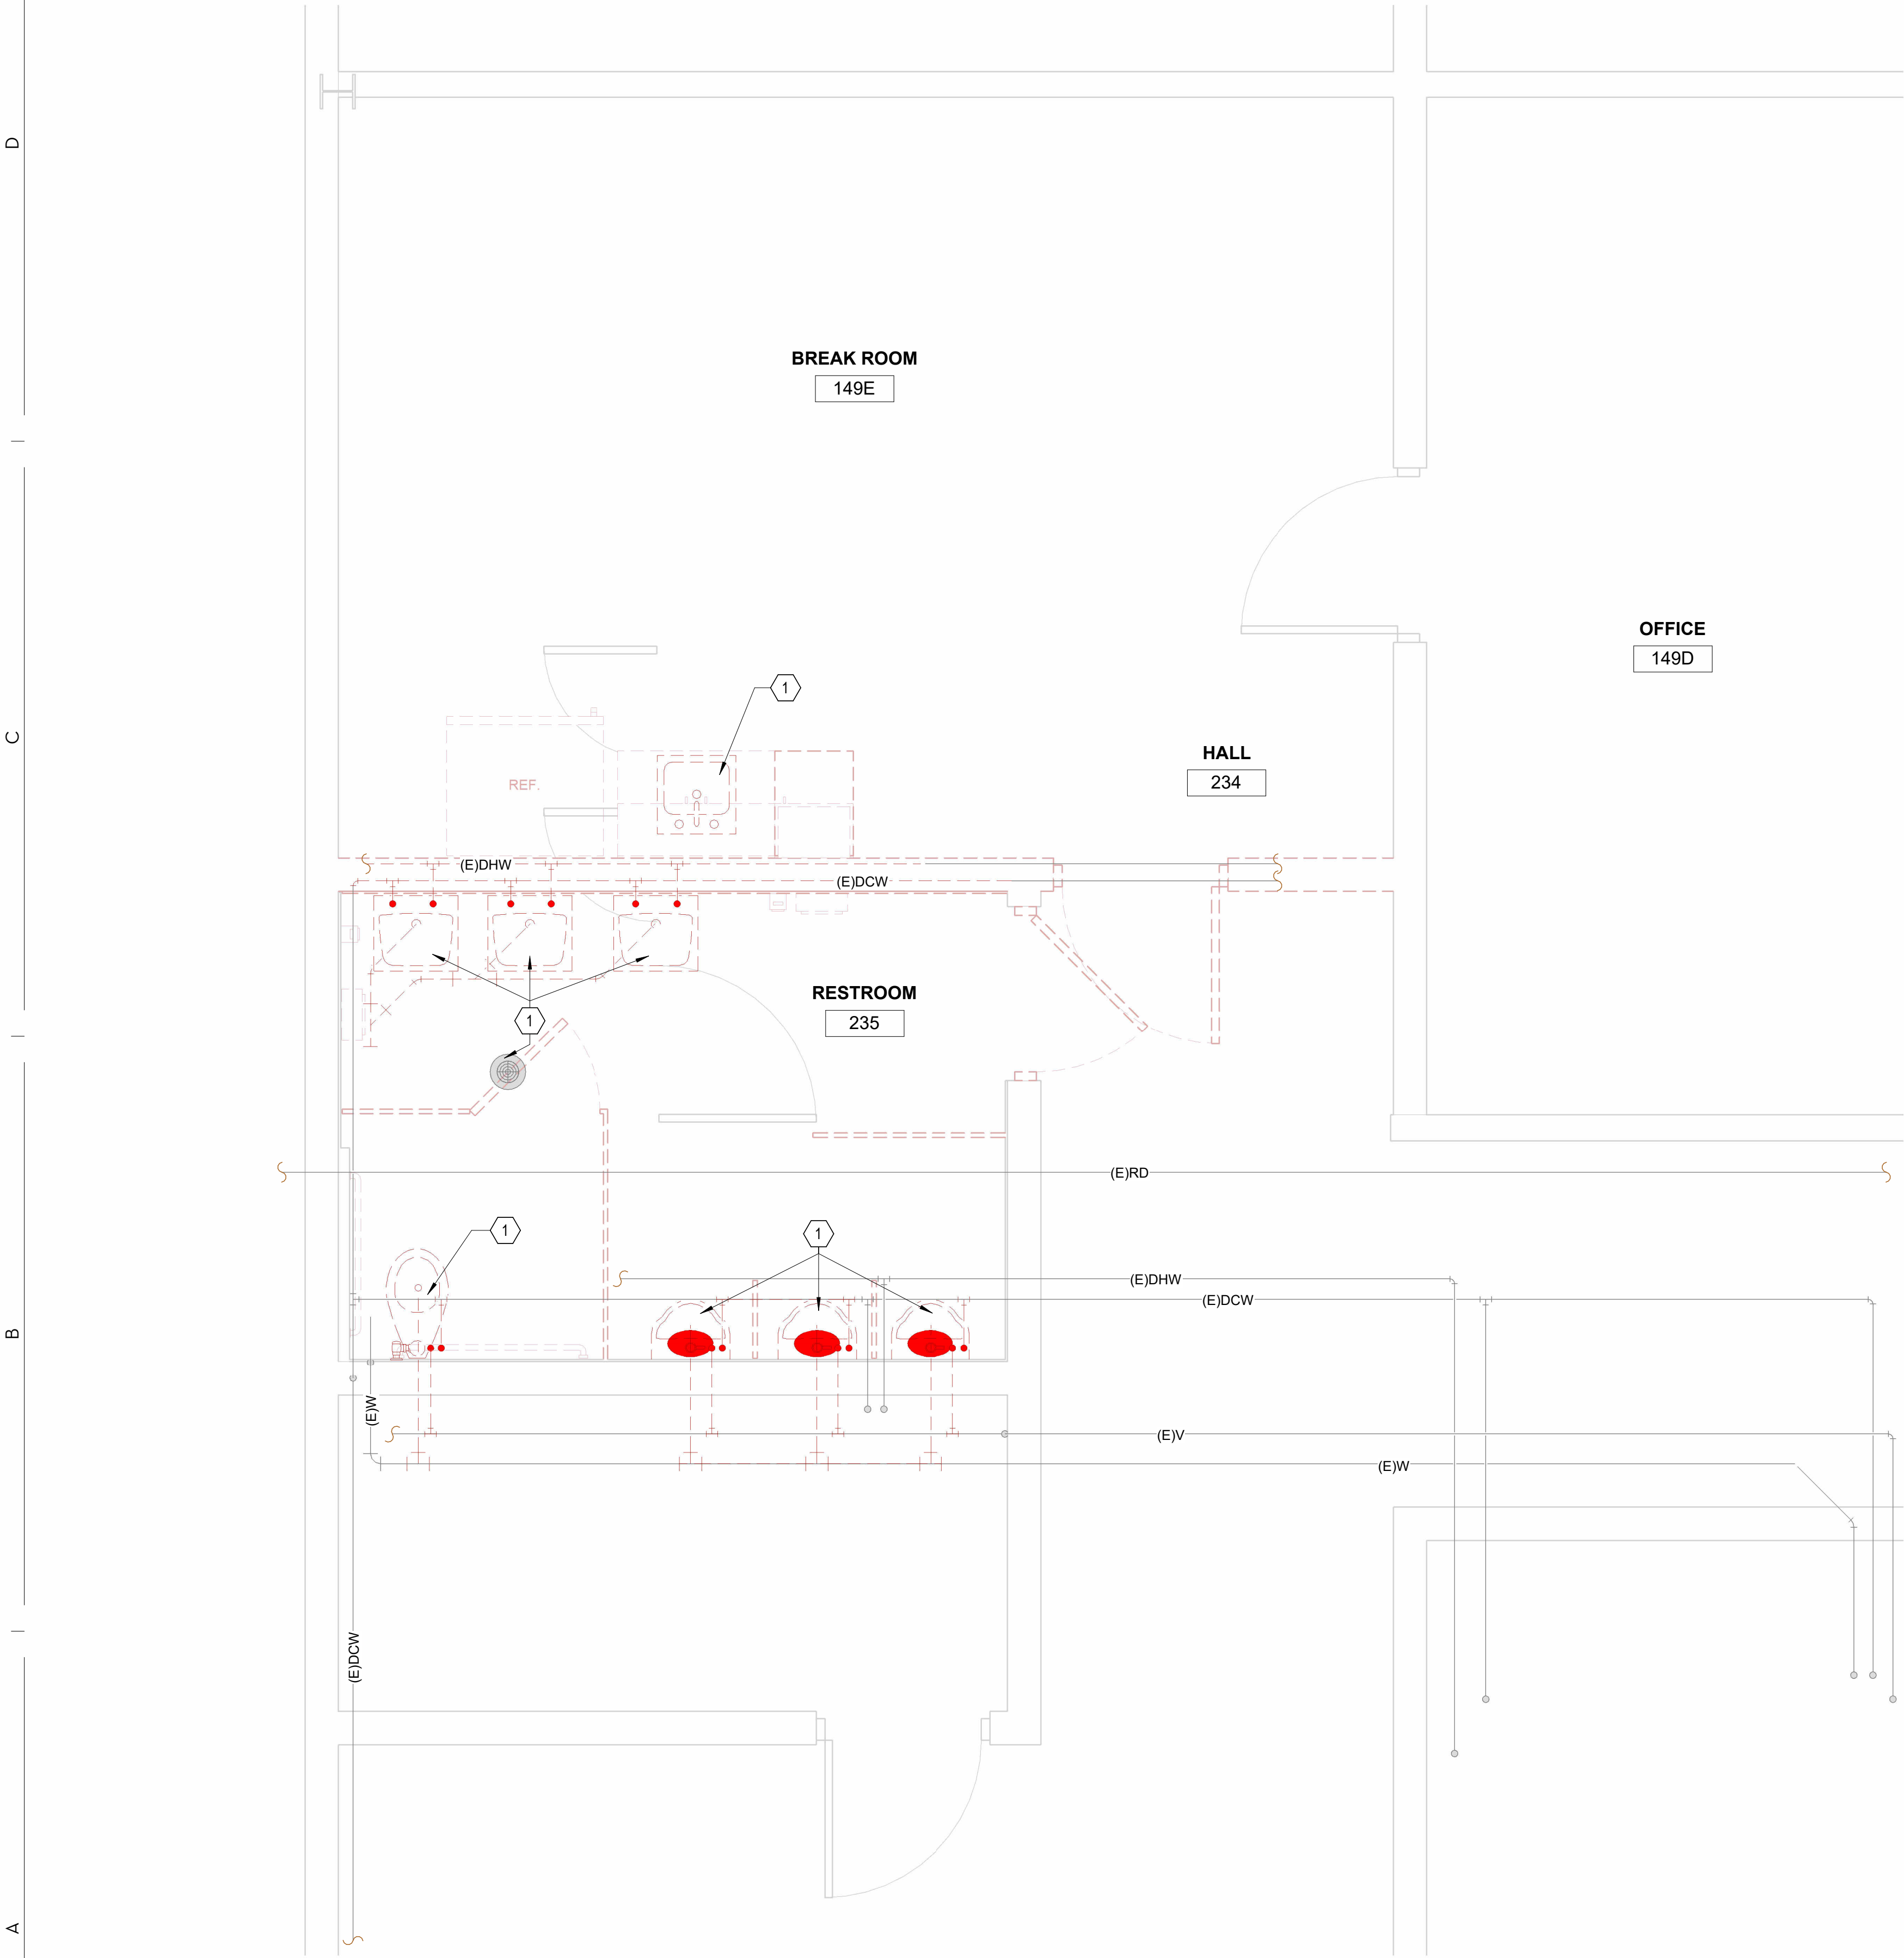 D
BREAK ROOM
149E
OFFICE
149D
1
C
HALL
234
REF.
(E)DHW
(E)DCW
RESTROOM
235
1
(E)RD
1
1
(E)DHW
(E)DCW
B
(E)W
(E)V
(E)W
(E)DCW
A